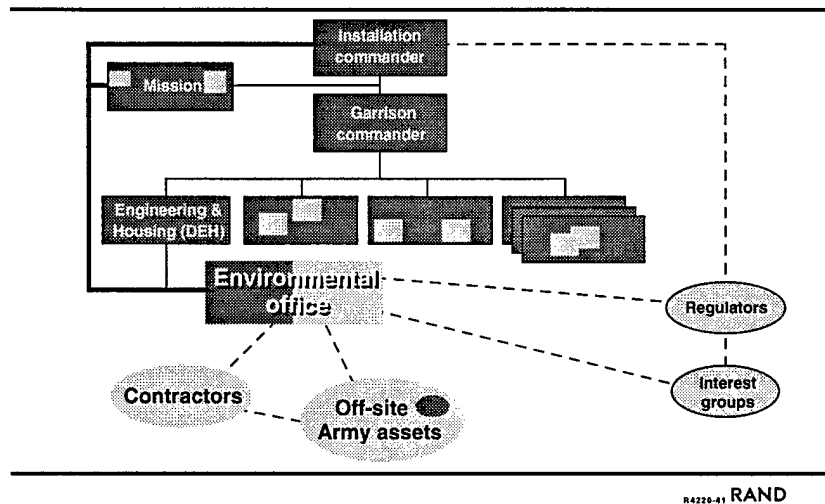 Installation
commander
Mission
Garrison
commander
Engineering &
Housing (DEH)
Environmental
office
Regulators
Contractors
Off-site
Army assets
Interest
groups
R4220-41 RAND